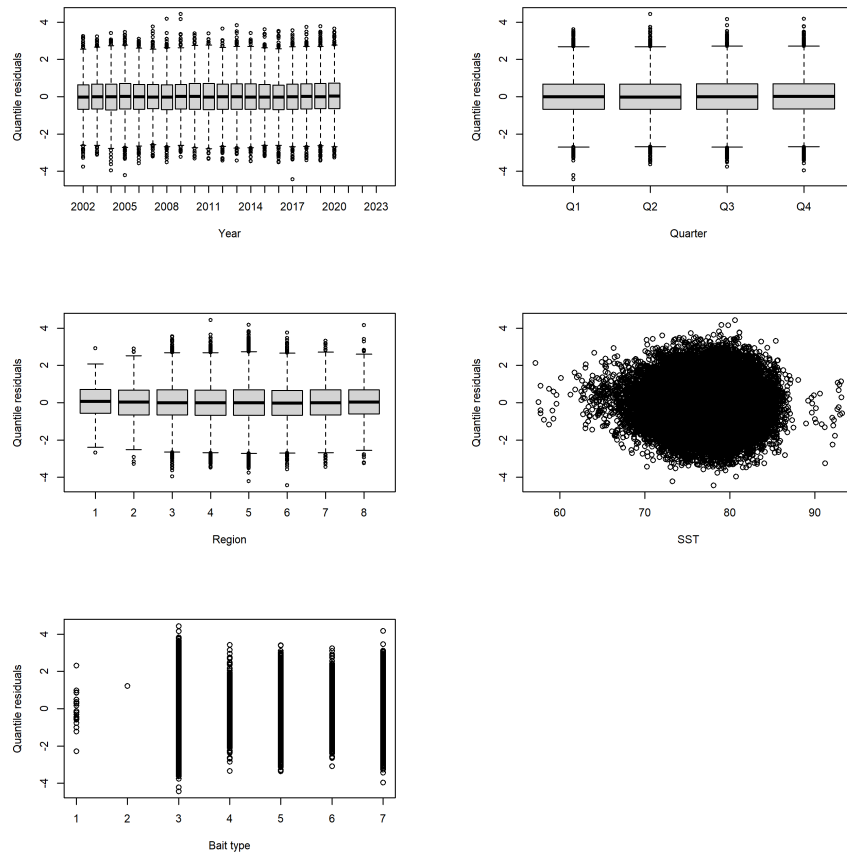 Quantile residuals
4
2
0
-2
-4
2002 2005 2008 2011 2014 2017 2020 2023
Year
Quantile residuals
4
2
0
-2
-4
Q1 Q2 Q3 Q4
Quarter
Quantile residuals
4
2
0
-2
-4
1 2 3 4 5 6 7 8
Region
Quantile residuals
4
2
0
-2
-4
60 70 80 90
SST
Quantile residuals
4
2
0
-2
-4
1 2 3 4 5 6 7
Bait type